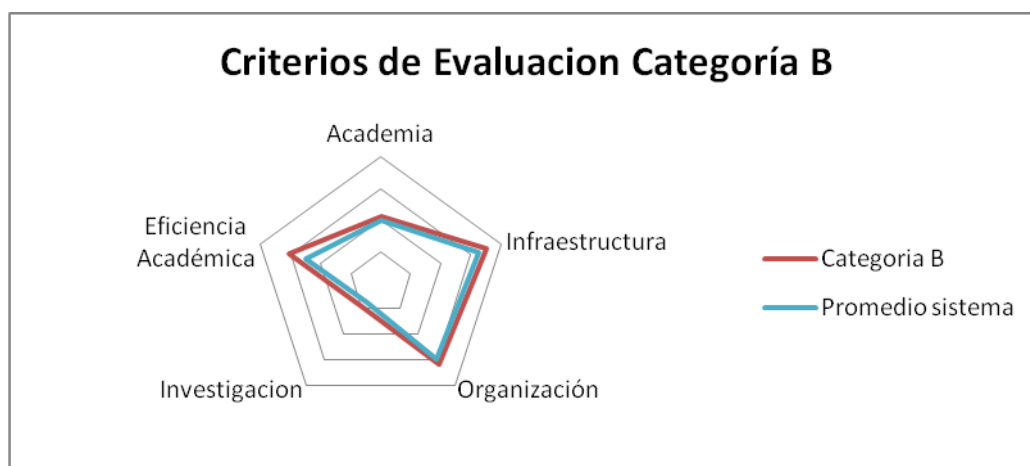 Criterios de Evaluacion Categoría B
Academia
Eficiencia
Académica
Infraestructura
Categoria B
Promedio sistema
Investigacion
Organización